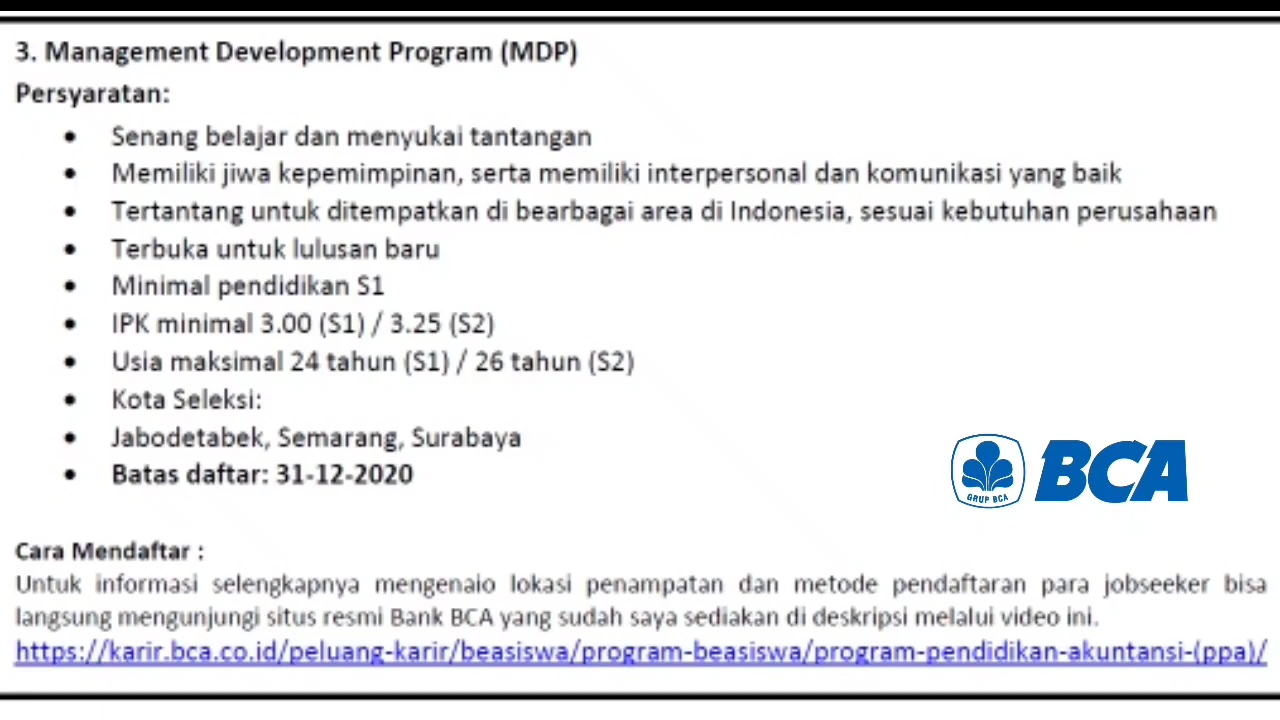 3. Management Development Program (MDP)
Persyaratan:
• Senang belajar dan menyukai tantangan
• Memiliki jiwa kepemimpinan, serta memiliki interpersonal dan komunikasi yang baik
• Tertantang untuk ditempatkan di bearbagai area di Indonesia, sesuai kebutuhan perusahaan
• Terbuka untuk lulusan baru
• Minimal pendidikan S1
• IPK minimal 3.00 (S1) / 3.25 (S2)
• Usia maksimal 24 tahun (S1) / 26 tahun (S2)
• Kota Seleksi:
• Jabodetabek, Semarang, Surabaya
• Batas daftar: 31-12-2020
GRUP BCA
BCA
Cara Mendaftar :
Untuk informasi selengkapnya mengenaio lokasi penampatan dan metode pendaftaran para jobseeker bisa
langsung mengunjungi situs resmi Bank BCA yang sudah saya sediakan di deskripsi melalui video ini.
https://karir.bca.co.id/peluang-karir/beasiswa/program-beasiswa/program-pendidikan-akuntansi-(ppa)/